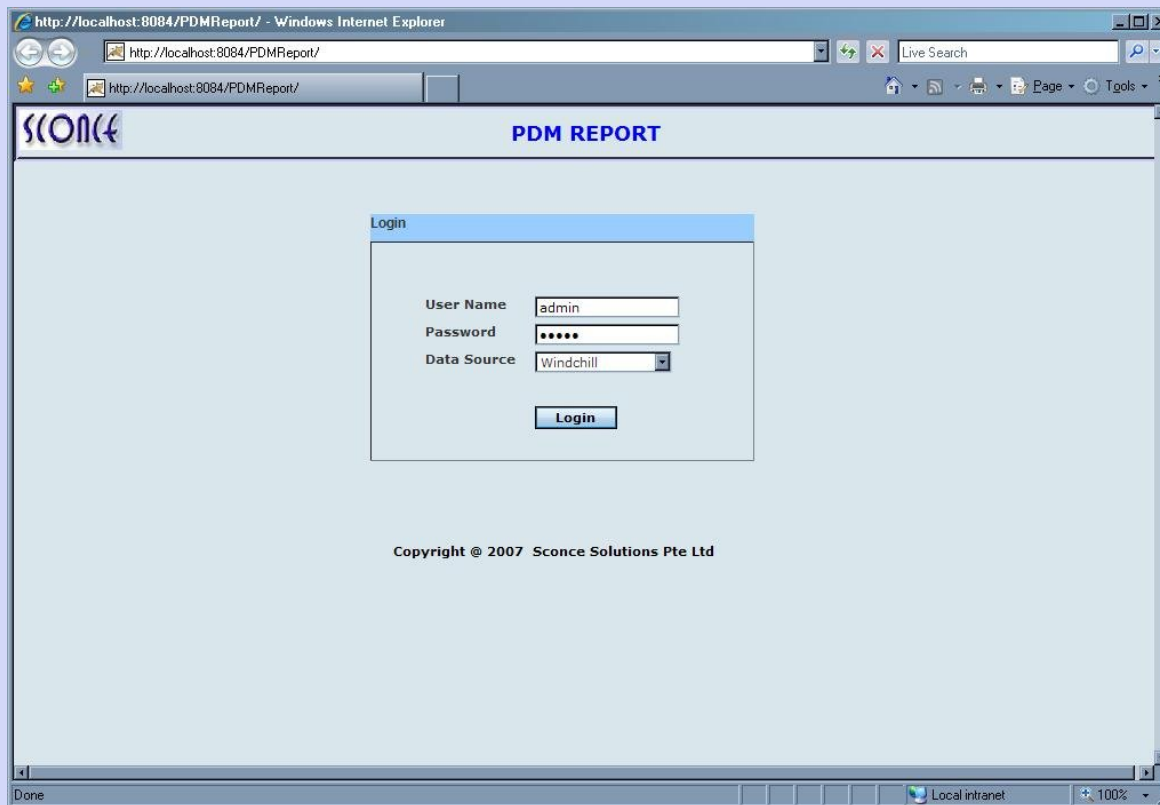 http://localhost:8084/PDMReport/ - Windows Internet Explorer
http://localhost:8084/PDMReport/
Live Search
http://localhost:8084/PDMReport/
Page
Tools
SCONCE
PDM REPORT
Login
User Name
admin
Password
•••••
Data Source
Windchill
Login
Copyright @ 2007 Sconce Solutions Pte Ltd
Done
Local intranet
100%